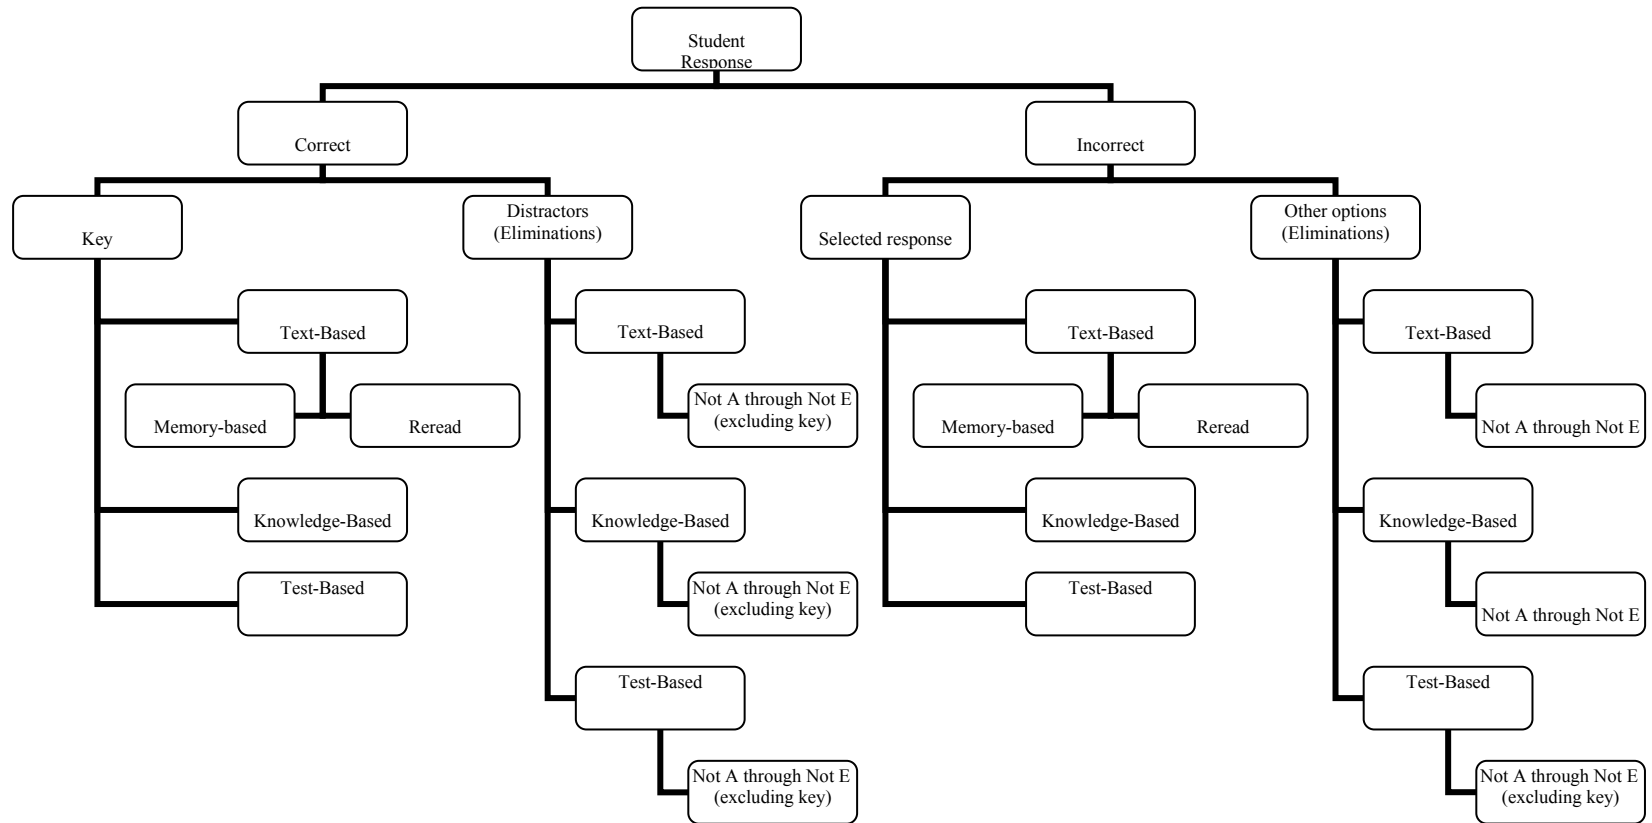 Student
Response
Correct
Incorrect
Key
Distractors
(Eliminations)
Selected response
Other options
(Eliminations)
Text-Based
Text-Based
Text-Based
Text-Based
Memory-based
Reread
Not A through Not E
(excluding key)
Memory-based
Reread
Not A through Not E
Knowledge-Based
Knowledge-Based
Knowledge-Based
Knowledge-Based
Test-Based
Not A through Not E
(excluding key)
Test-Based
Not A through Not E
Test-Based
Test-Based
Not A through Not E
(excluding key)
Not A through Not E
(excluding key)